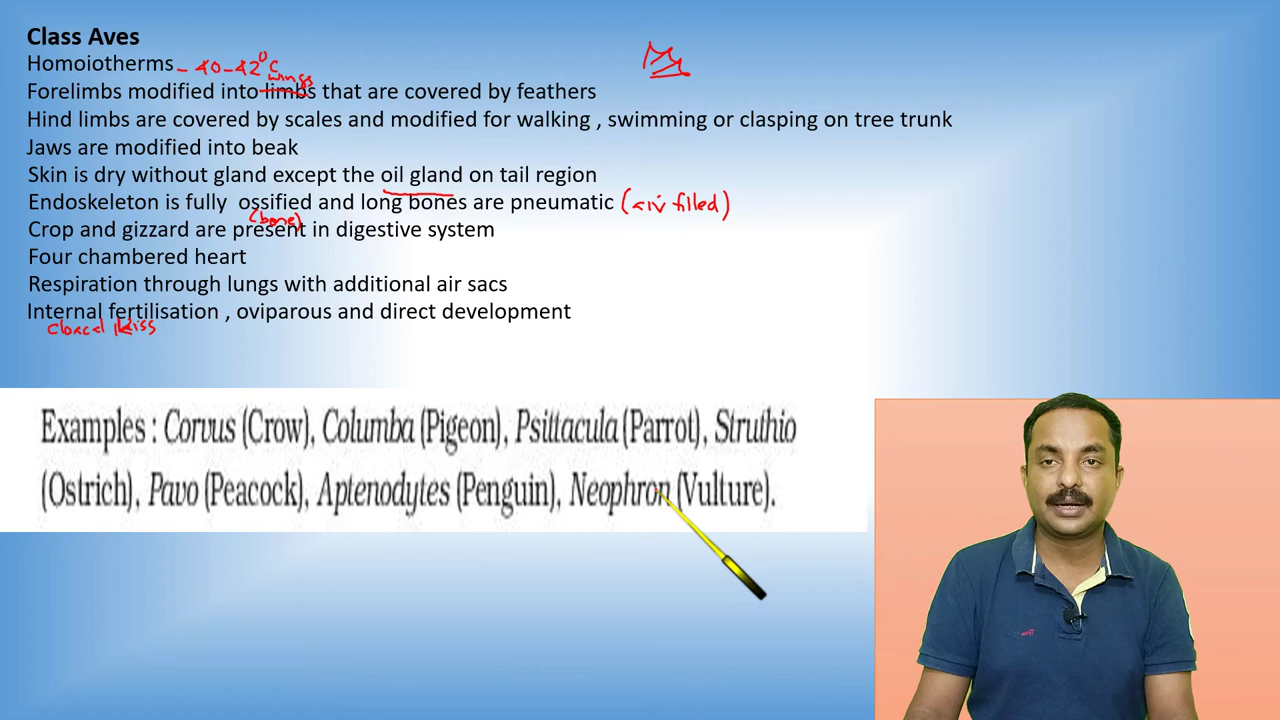 Class Aves
Homoiotherms - 40-42°C
wings
Forelimbs modified into limbs that are covered by feathers
Hind limbs are covered by scales and modified for walking , swimming or clasping on tree trunk
Jaws are modified into beak
Skin is dry without gland except the oil gland on tail region
Endoskeleton is fully ossified and long bones are pneumatic (air filled)
(bone)
Crop and gizzard are present in digestive system
Four chambered heart
Respiration through lungs with additional air sacs
Internal fertilisation , oviparous and direct development
cloacal kiss
Examples : Corvus (Crow), Columba (Pigeon), Psittacula (Parrot), Struthio
(Ostrich), Pavo (Peacock), Aptenodytes (Penguin), Neophron (Vulture).